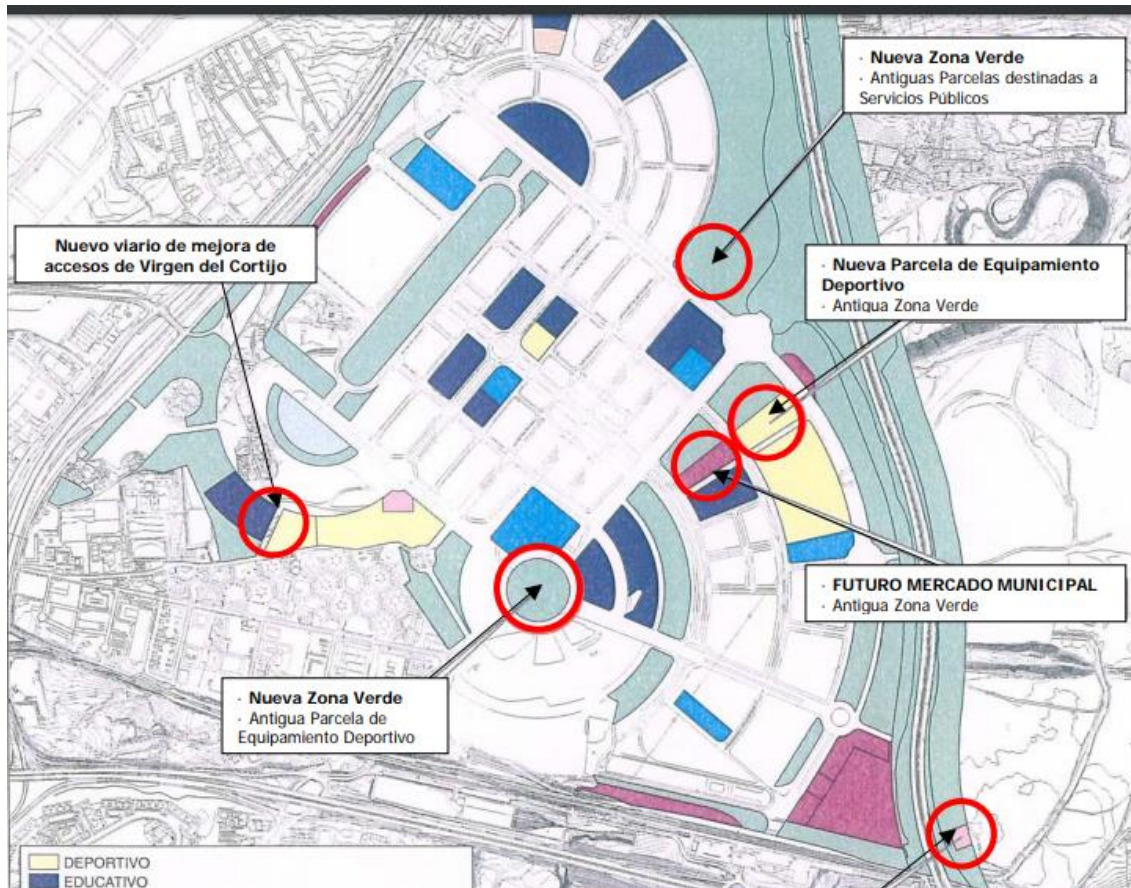 · Nueva Zona Verde
· Antiguas Parcelas destinadas a
Servicios Públicos
Nuevo viario de mejora de
accesos de Virgen del Cortijo
· Nueva Parcela de Equipamiento
Deportivo
· Antigua Zona Verde
· FUTURO MERCADO MUNICIPAL
· Antigua Zona Verde
· Nueva Zona Verde
· Antigua Parcela de
Equipamiento Deportivo
DEPORTIVO
EDUCATIVO